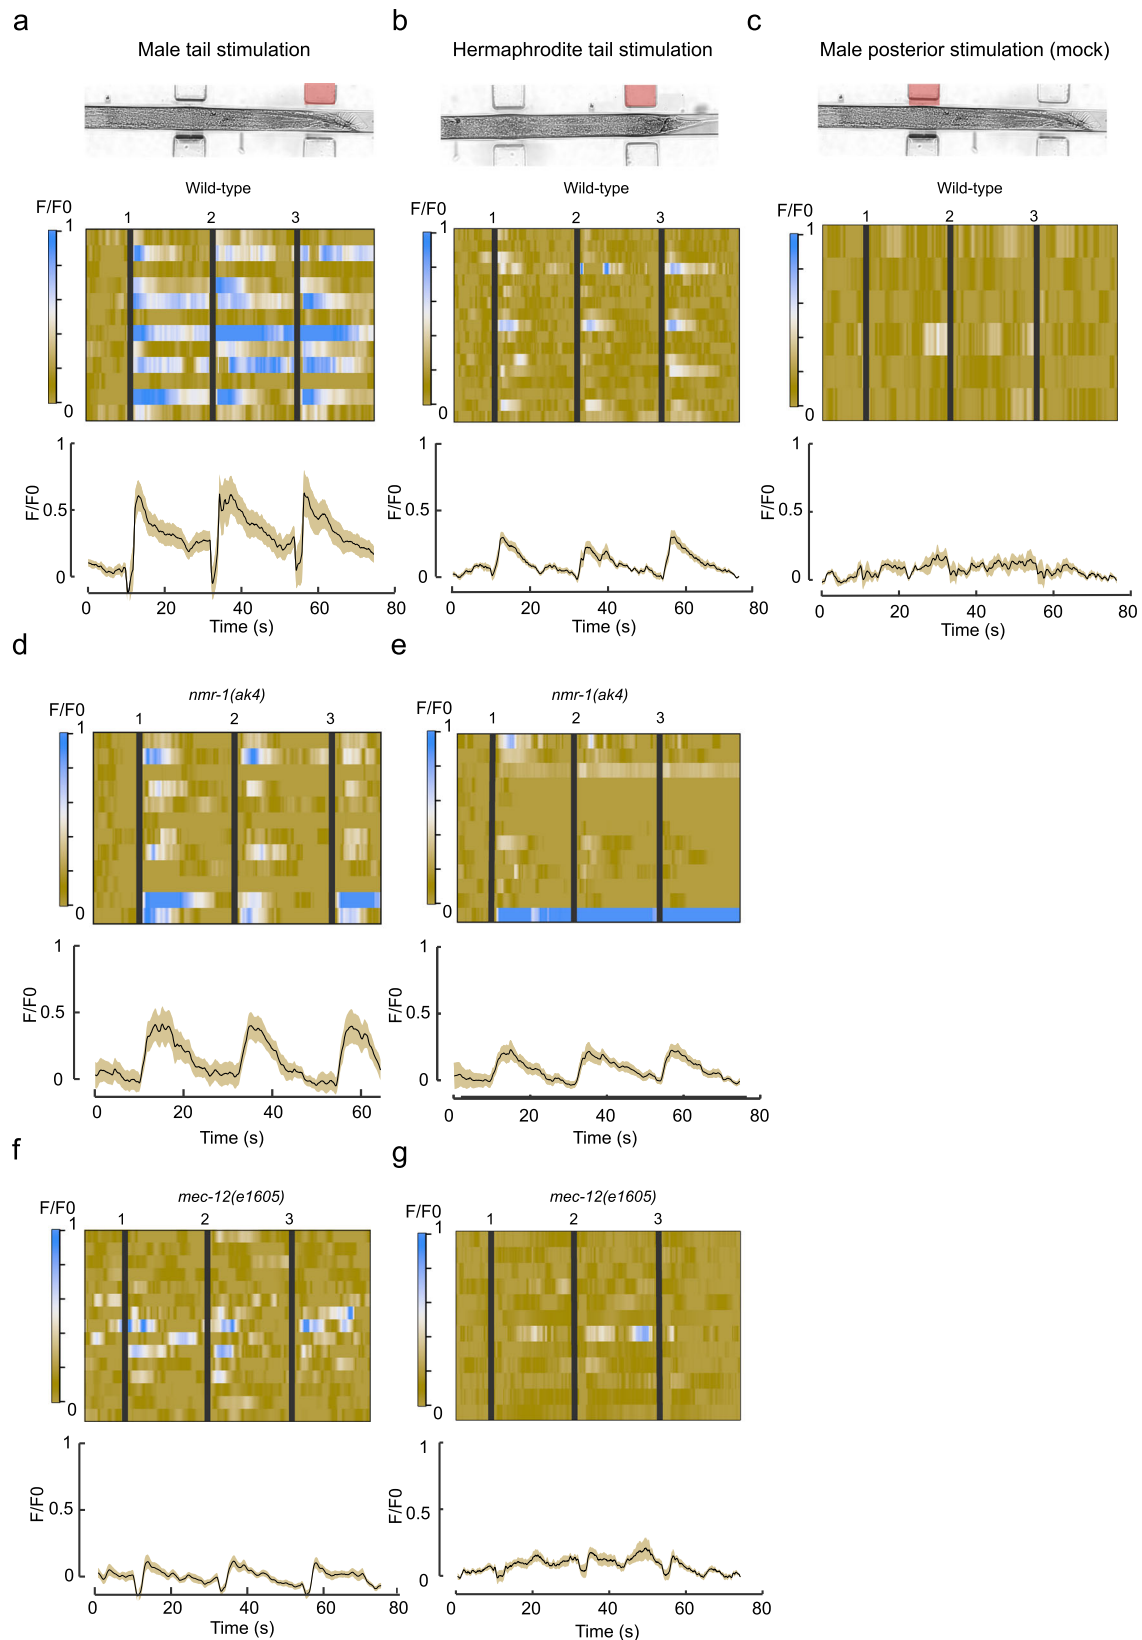 a
Male tail stimulation
Wild-type
F/F0
1
0
1 2 3
1
0.5
0
F/F0
0 20 40 60 80
Time (s)
b
Hermaphrodite tail stimulation
Wild-type
F/F0
1
0
1 2 3
1
0.5
0
F/F0
0 20 40 60 80
Time (s)
c
Male posterior stimulation (mock)
Wild-type
F/F0
1
0
1 2 3
1
0.5
0
F/F0
0 20 40 60 80
Time (s)
d
nmr-1(ak4)
F/F0
1
0
1 2 3
1
0.5
0
F/F0
0 20 40 60
Time (s)
e
nmr-1(ak4)
F/F0
1
0
1 2 3
1
0.5
0
F/F0
0 20 40 60 80
Time (s)
f
mec-12(e1605)
F/F0
1
0
1 2 3
1
0.5
0
F/F0
0 20 40 60 80
Time (s)
g
mec-12(e1605)
F/F0
1
0
1 2 3
1
0.5
0
F/F0
0 20 40 60 80
Time (s)